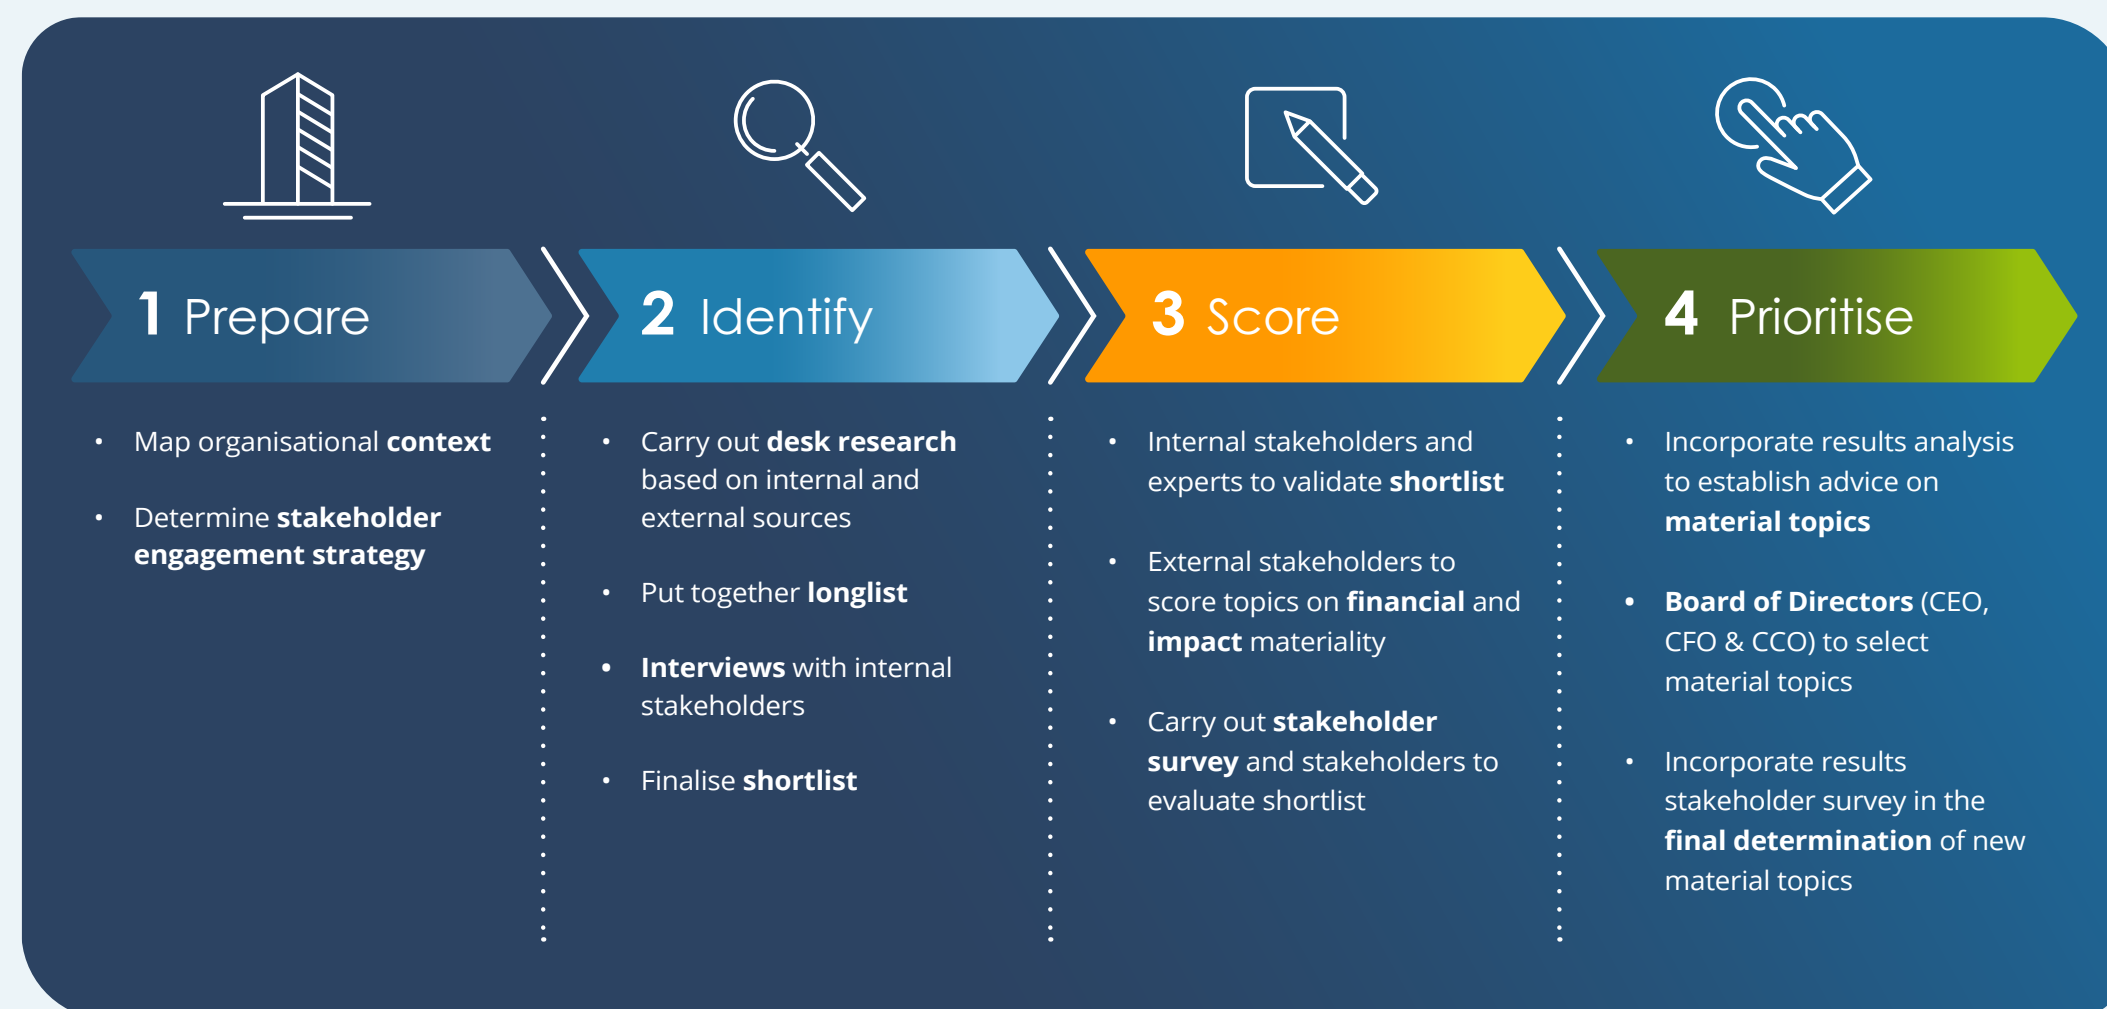 1 Prepare
• Map organisational context
• Determine stakeholder
engagement strategy
2 Identify
• Carry out desk research
based on internal and
external sources
• Put together longlist
• Interviews with internal
stakeholders
• Finalise shortlist
3 Score
• Internal stakeholders and
experts to validate shortlist
• External stakeholders to
score topics on financial and
impact materiality
• Carry out stakeholder
survey and stakeholders to
evaluate shortlist
4 Prioritise
• Incorporate results analysis
to establish advice on
material topics
• Board of Directors (CEO,
CFO & CCO) to select
material topics
• Incorporate results
stakeholder survey in the
final determination of new
material topics